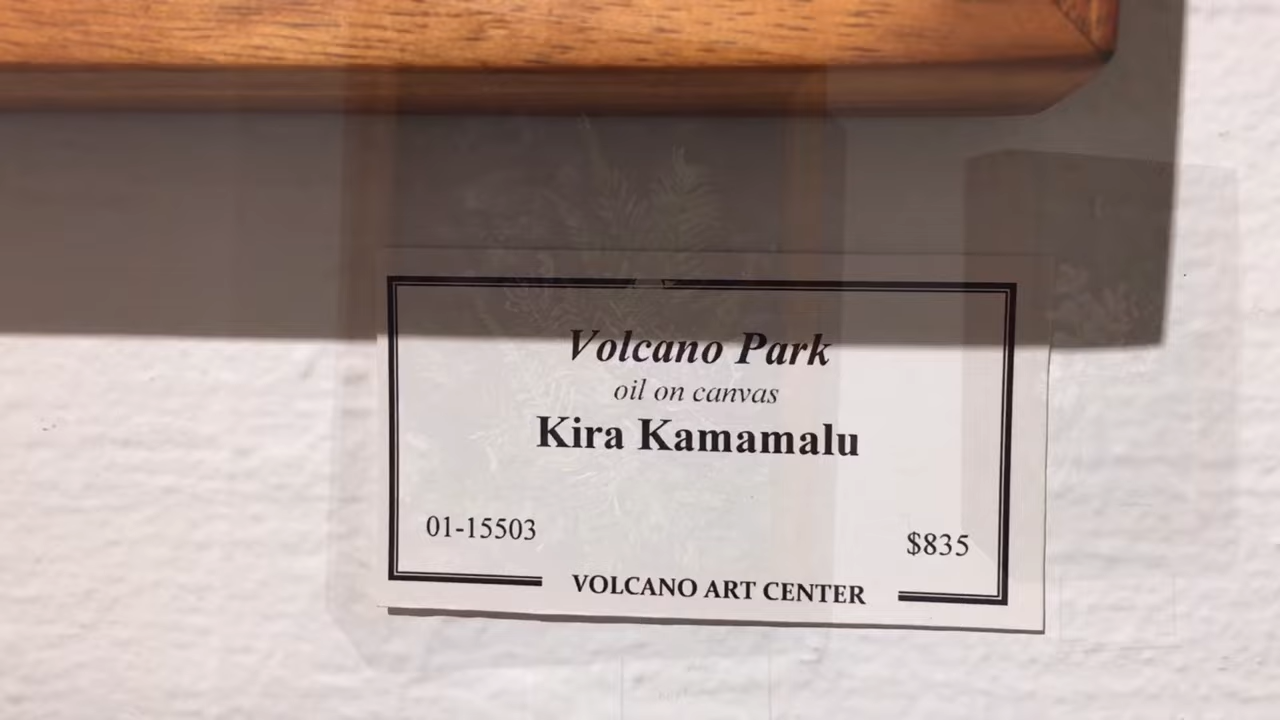 Volcano Park
oil on canvas
Kira Kamamalu
01-15503
$835
VOLCANO ART CENTER